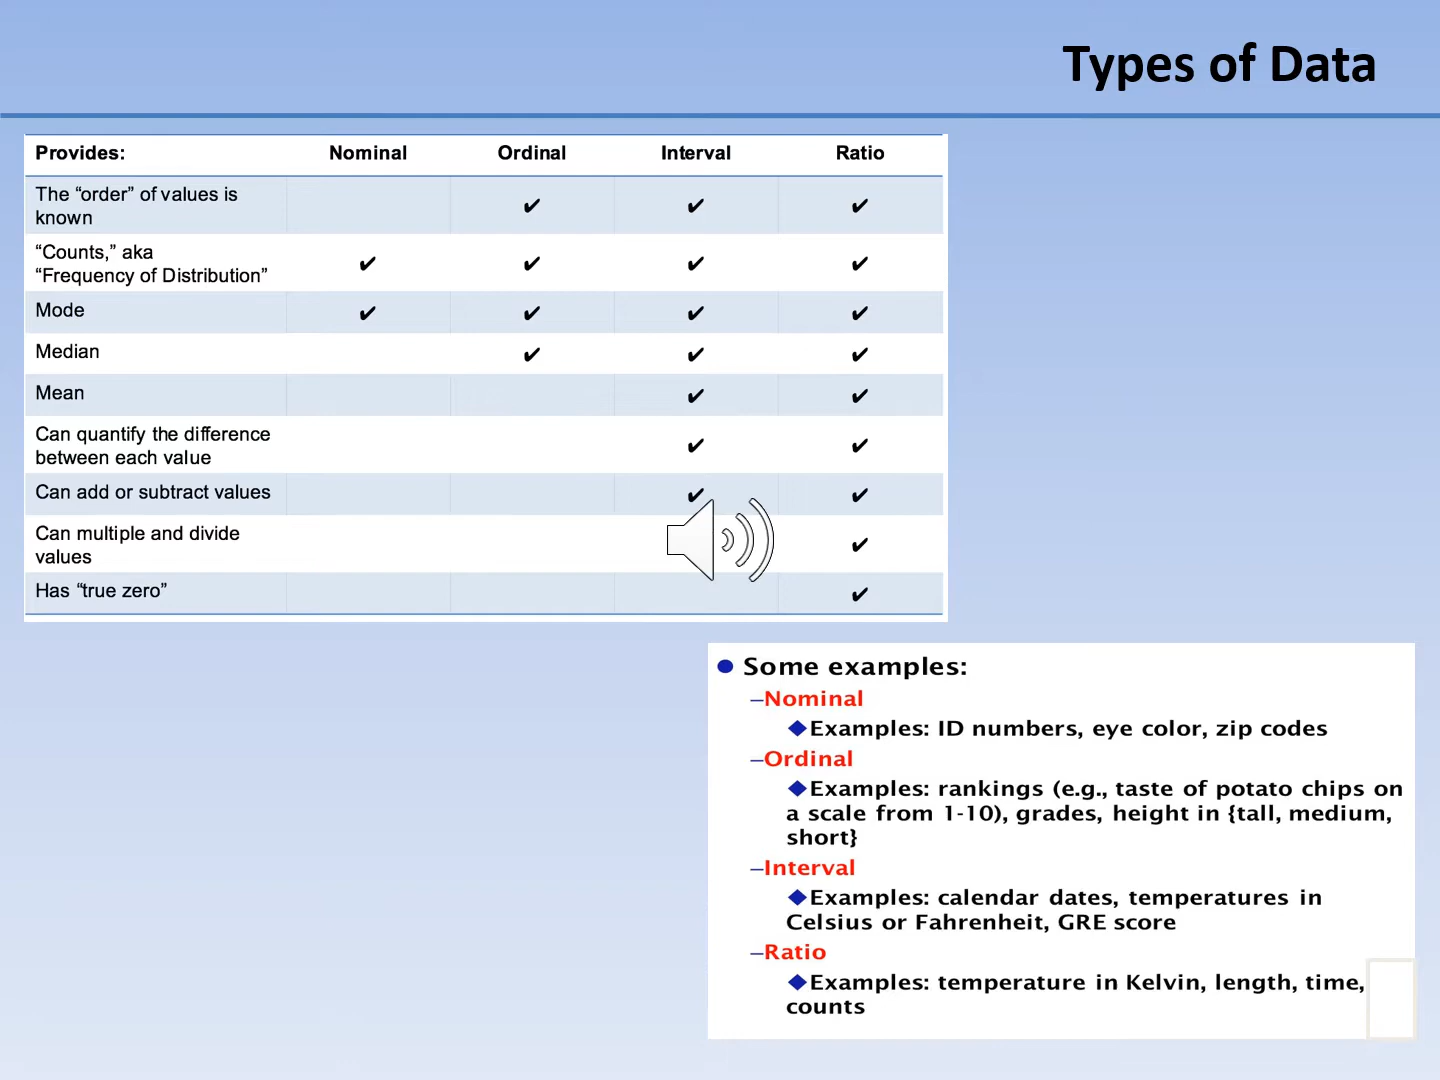 Types of Data
Provides: Nominal Ordinal Interval Ratio
The “order” of values is
known ✔ ✔ ✔
“Counts,” aka
“Frequency of Distribution” ✔ ✔ ✔ ✔
Mode ✔ ✔ ✔ ✔
Median ✔ ✔ ✔
Mean ✔ ✔
Can quantify the difference
between each value ✔ ✔
Can add or subtract values ✔ ✔
Can multiple and divide
values ✔
Has “true zero” ✔
Some examples:
–Nominal
Examples: ID numbers, eye color, zip codes
–Ordinal
Examples: rankings (e.g., taste of potato chips on
a scale from 1-10), grades, height in {tall, medium,
short}
–Interval
Examples: calendar dates, temperatures in
Celsius or Fahrenheit, GRE score
–Ratio
Examples: temperature in Kelvin, length, time,
counts